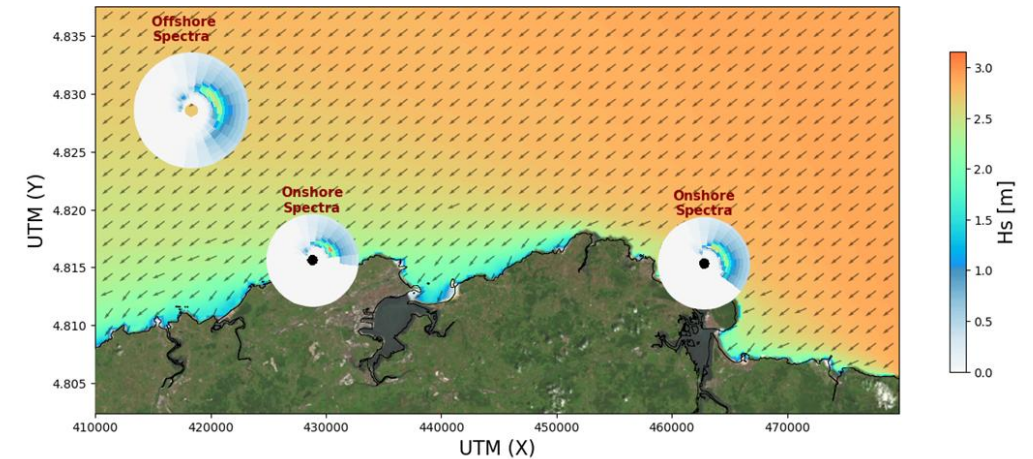 Offshore
Spectra
Onshore
Spectra
Onshore
Spectra
UTM (Y)
4.835
4.830
4.825
4.820
4.815
4.810
4.805
410000
420000
430000
440000
450000
460000
470000
UTM (X)
3.0
2.5
2.0
1.5
1.0
0.5
0.0
Hs [m]